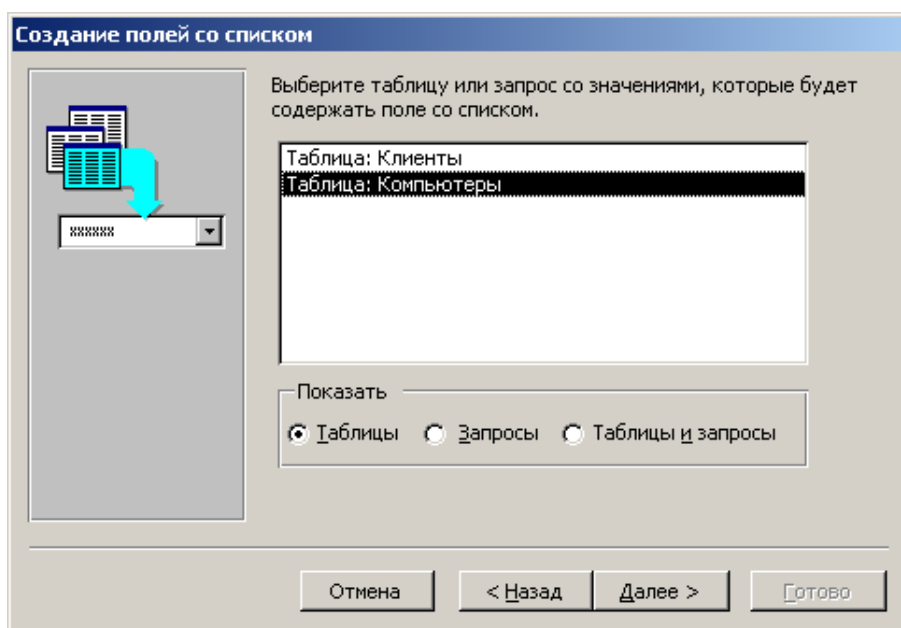 Создание полей со списком
Выберите таблицу или запрос со значениями, которые будет
содержать поле со списком.
Таблица: Клиенты
Таблица: Компьютеры
xxxxxx
Показать
Таблицы Запросы Таблицы и запросы
Отмена < Назад Далее > Готово